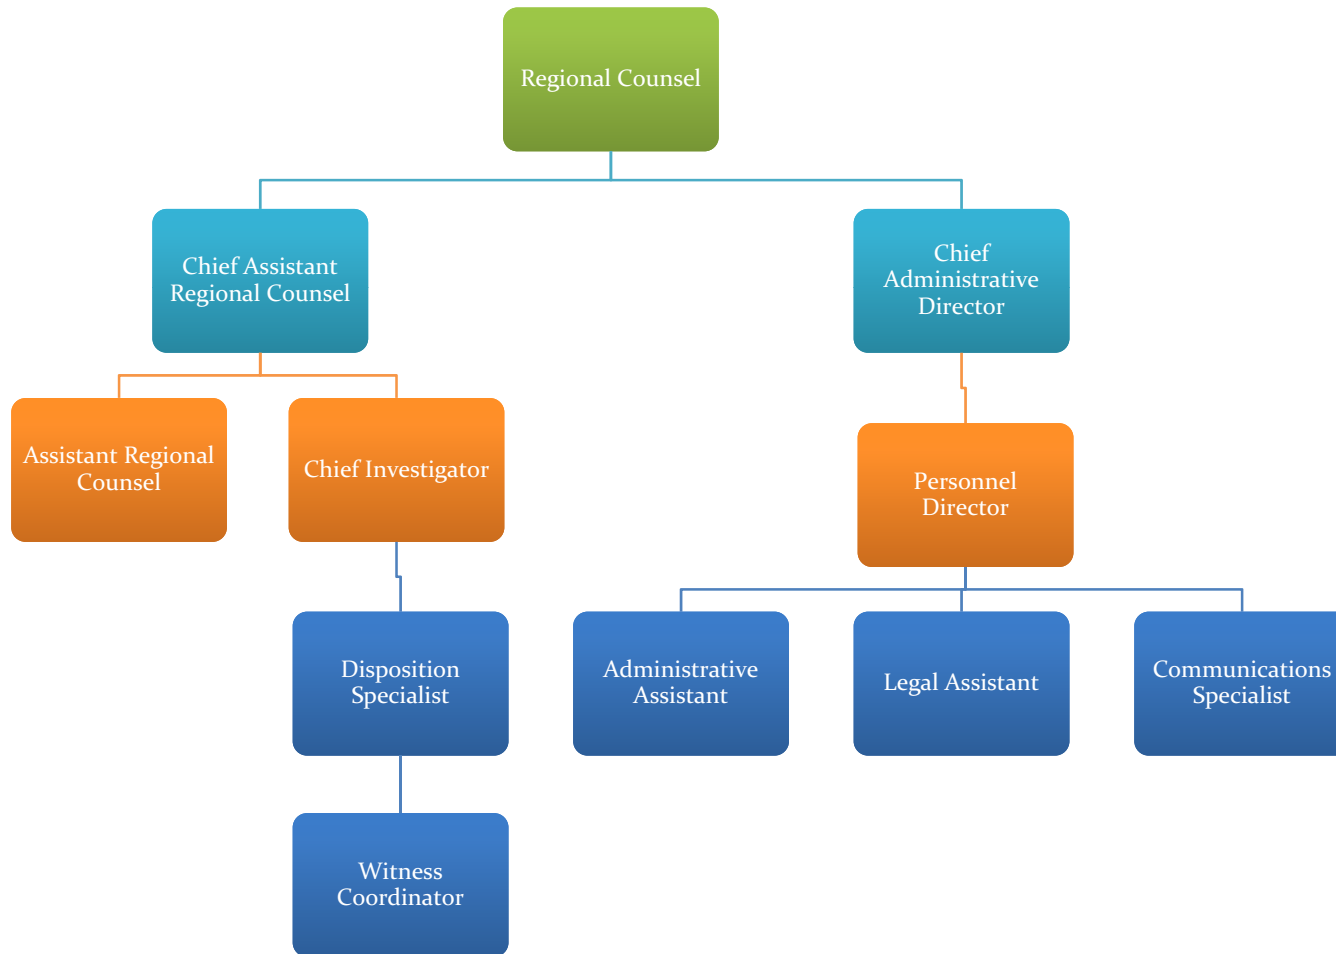 Regional Counsel
Chief Assistant
Regional Counsel
Chief
Administrative
Director
Assistant Regional
Counsel
Chief Investigator
Personnel
Director
Disposition
Specialist
Administrative
Assistant
Legal Assistant
Communications
Specialist
Witness
Coordinator